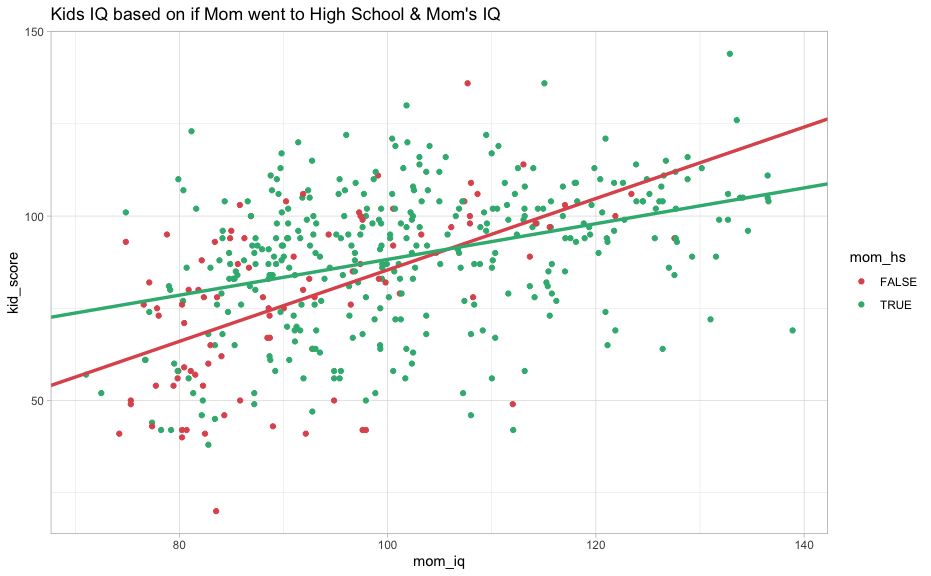 Kids IQ based on if Mom went to High School & Mom's IQ
150
100
50
kid_score
80
100
120
140
mom_iq
mom_hs
FALSE
TRUE